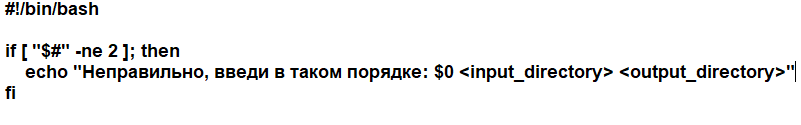 #!/bin/bash
if [ "$#" -ne 2 ]; then
echo "Неправильно, введи в таком порядке: $0 <input_directory> <output_directory>"
fi